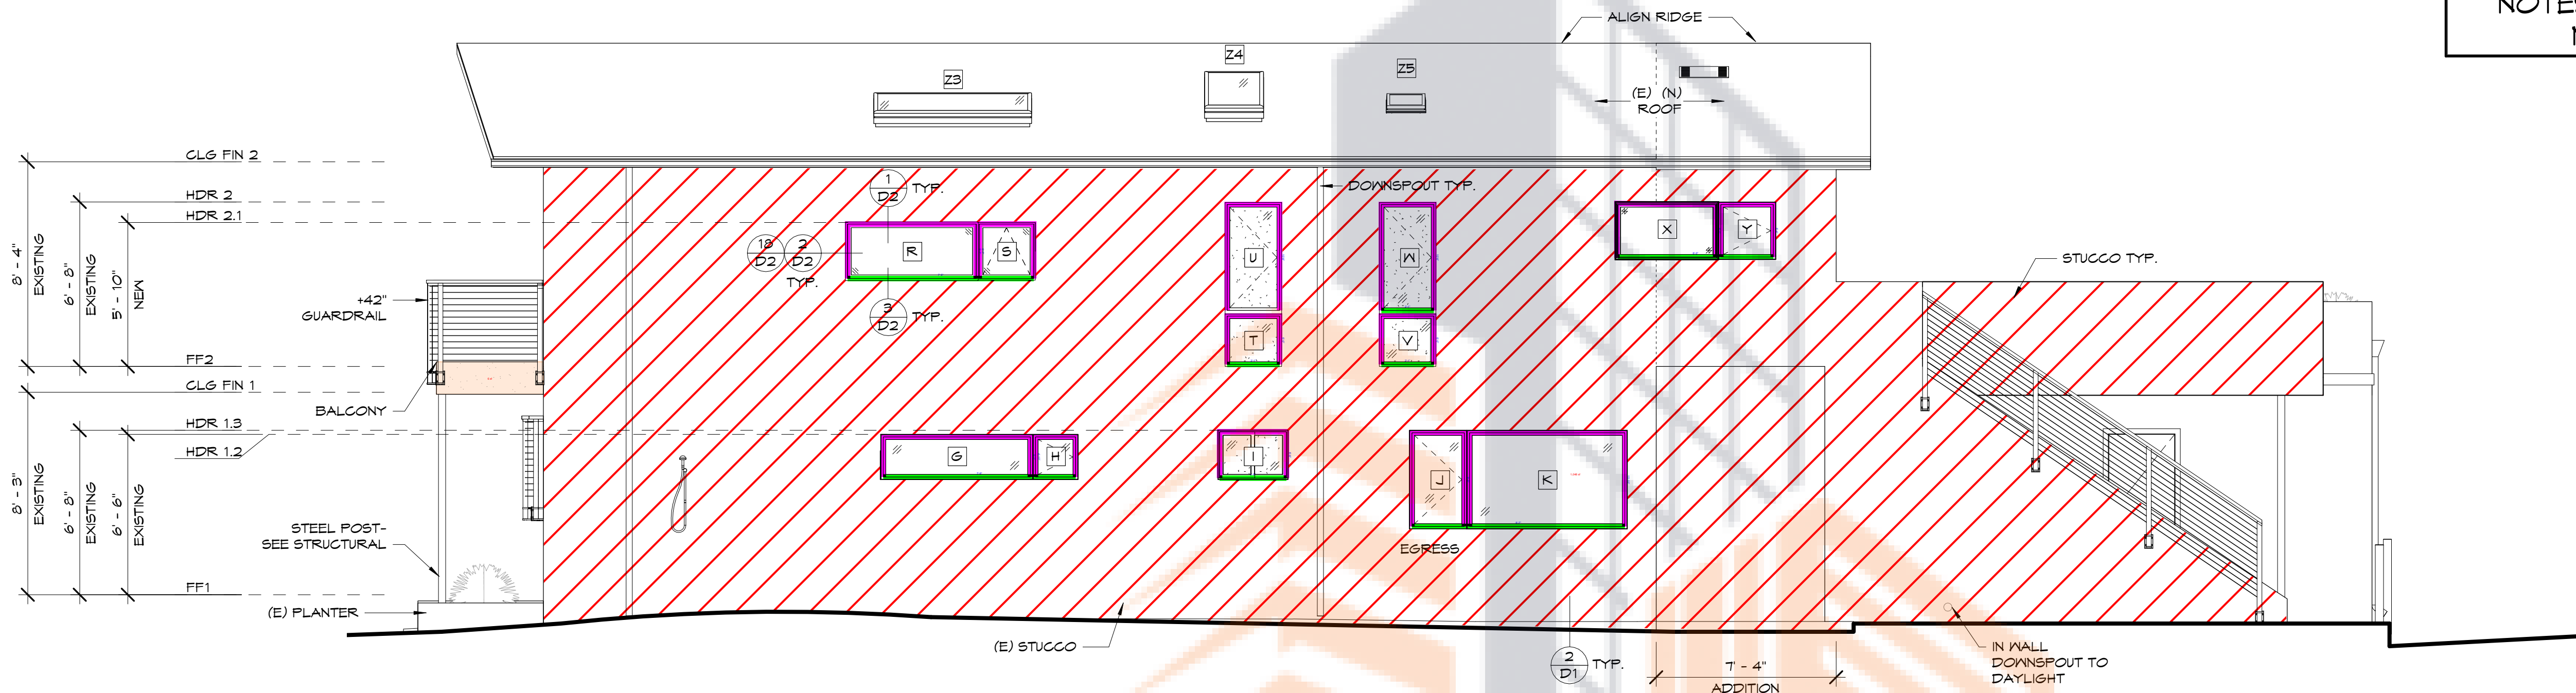 NOTE
ALIGN RIDGE
Z3
Z4
Z5
(E) (N)
ROOF
CLG FIN 2
HDR 2
HDR 2.1
FF2
CLG FIN 1
HDR 1.3
HDR 1.2
FF1
8' - 4"
EXISTING
6' - 8"
EXISTING
5' - 10"
NEW
8' - 3"
EXISTING
6' - 8"
EXISTING
6' - 6"
EXISTING
+42"
GUARDRAIL
BALCONY
STEEL POST-
SEE STRUCTURAL
(E) PLANTER
1
D2
TYP.
18
D2
2
D2
TYP.
3
D2
TYP.
R
S
U
T
W
V
X
Y
DOWNSPOUT TYP.
STUCCO TYP.
G
H
I
J
K
EGRESS
(E) STUCCO
2
D1
TYP.
7' - 4"
ADDITION
IN WALL
DOWNSPOUT TO
DAYLIGHT